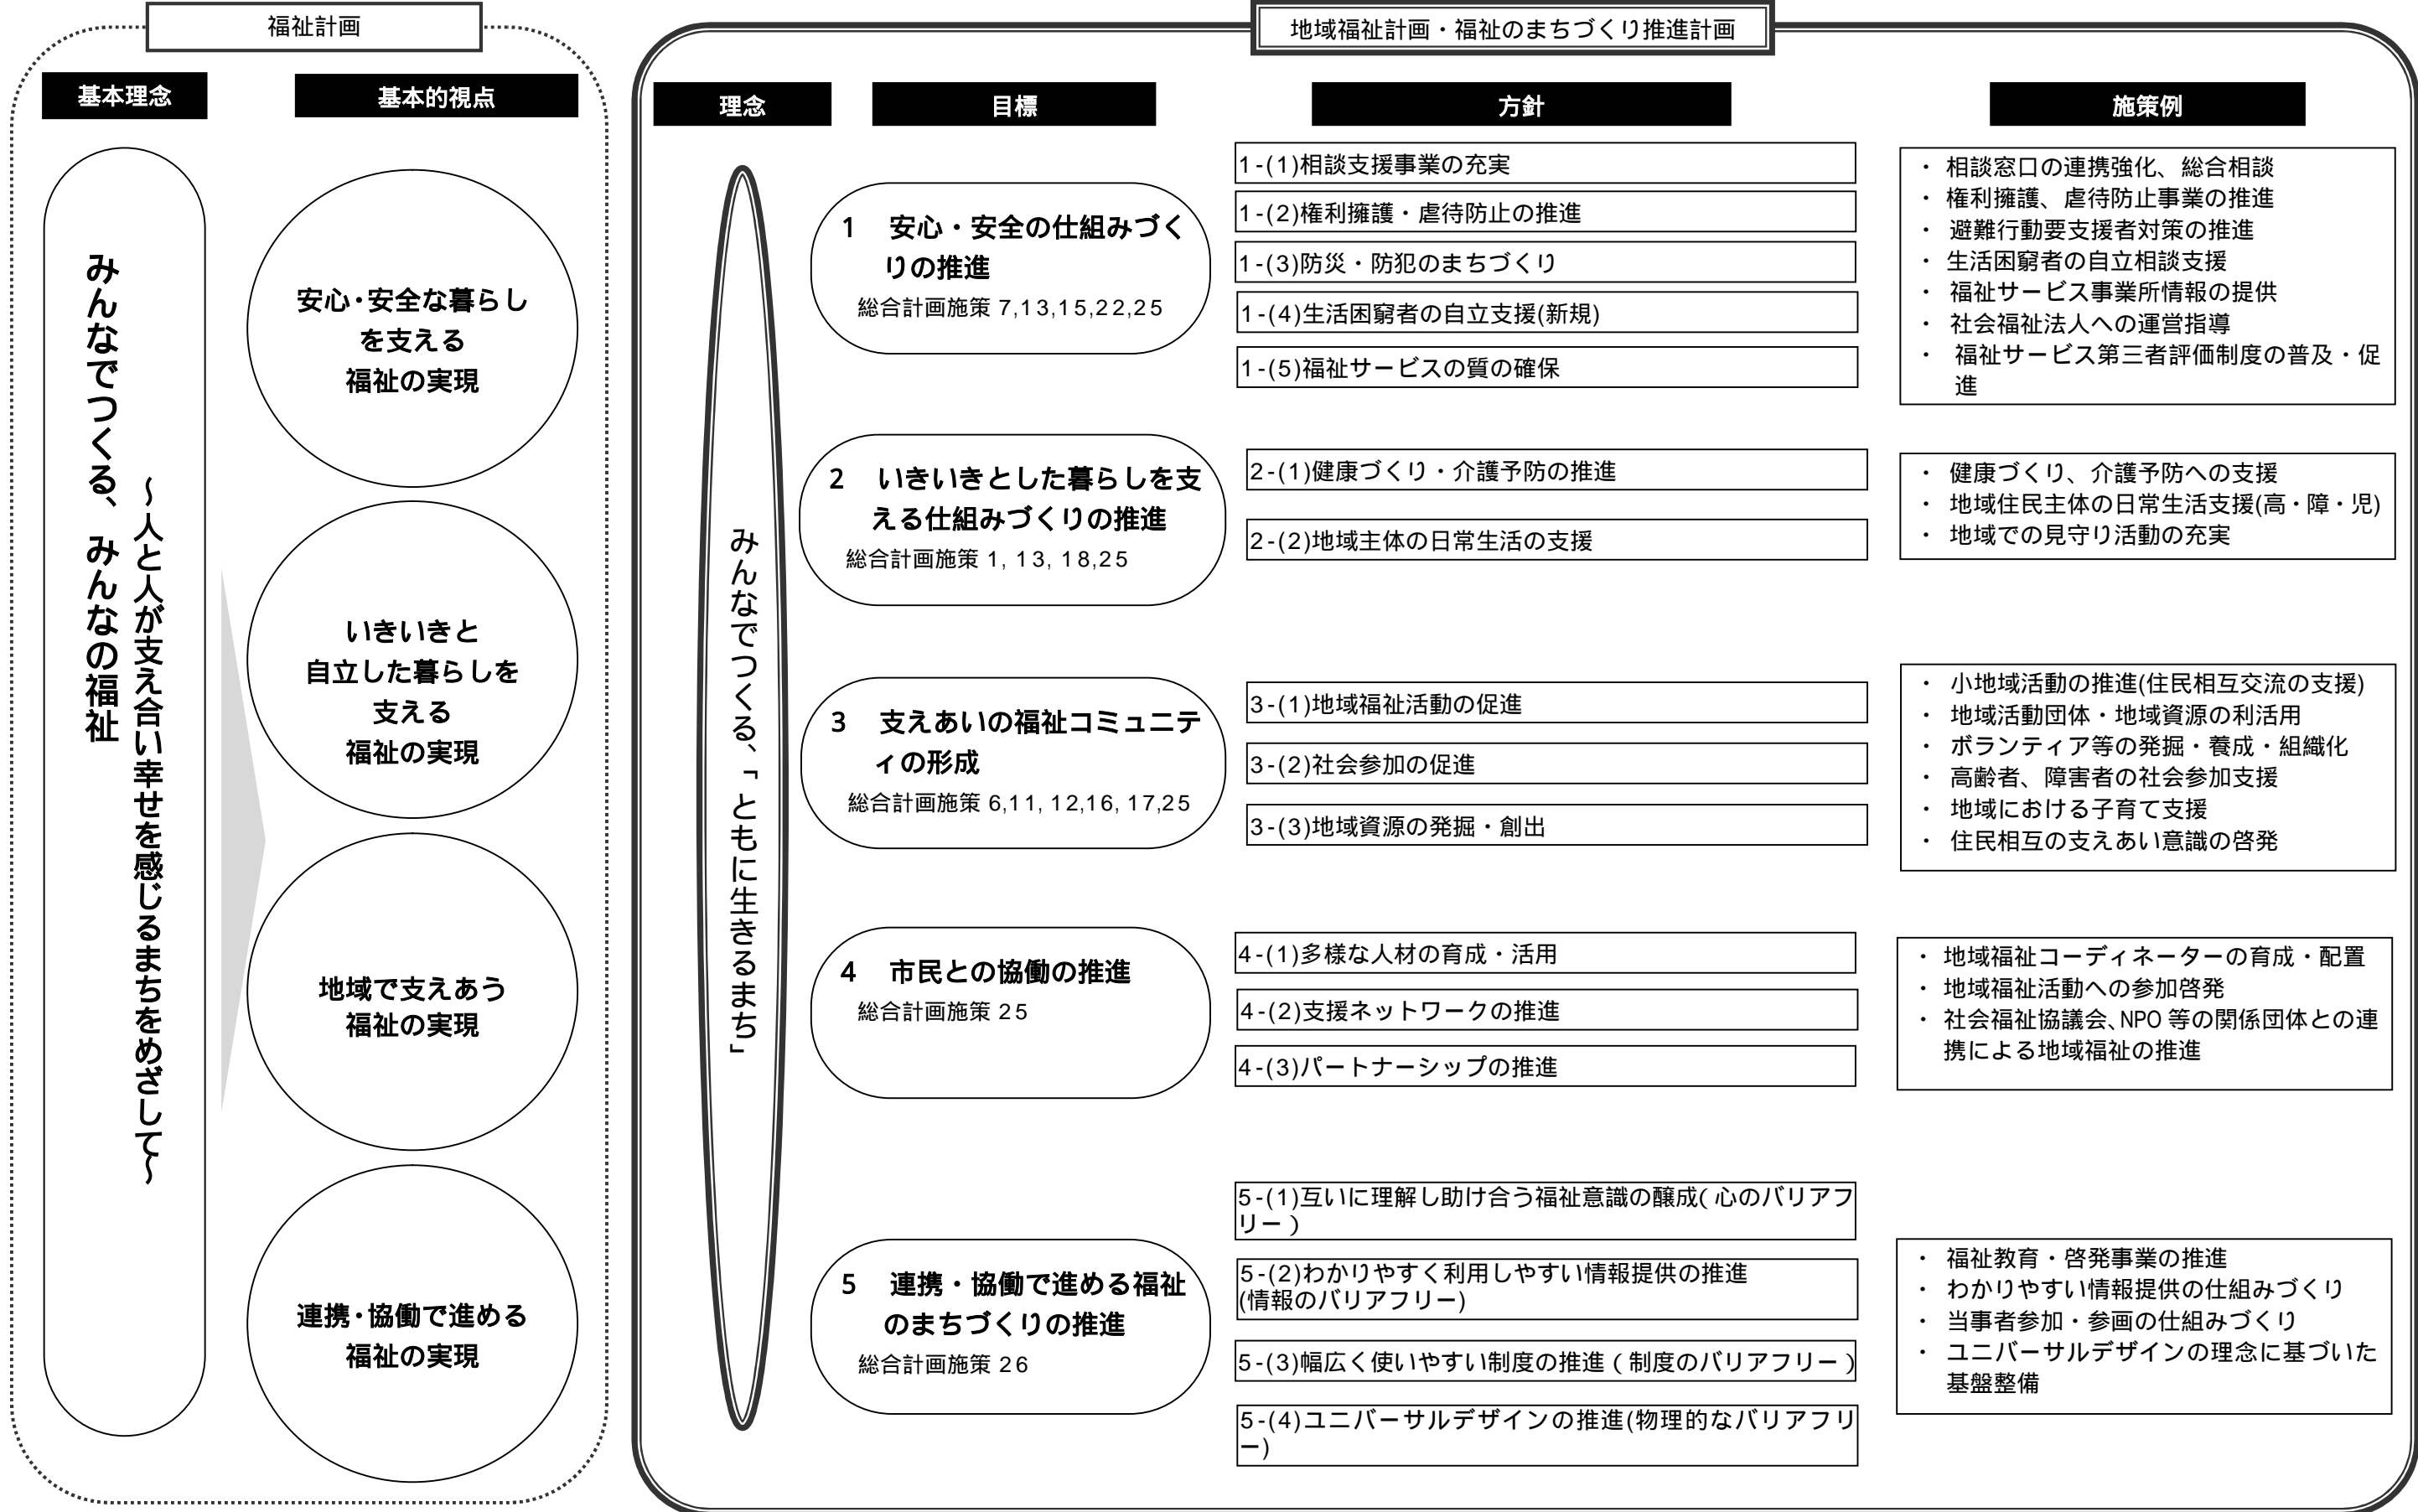 福祉計画
基本理念
基本的視点
みんなでつくる、みんなの福祉
~人と人が支え合い幸せを感じるまちをめざして~
安心・安全な暮らし
を支える
福祉の実現
いきいきと
自立した暮らしを
支える
福祉の実現
地域で支えあう
福祉の実現
連携・協働で進める
福祉の実現
地域福祉計画・福祉のまちづくり推進計画
理念
目標
方針
施策例
みんなでつくる、「ともに生きるまち」
1 安心・安全の仕組みづく
りの推進
総合計画施策 7,13,15,22,25
1-(1)相談支援事業の充実
1-(2)権利擁護・虐待防止の推進
1-(3)防災・防犯のまちづくり
1-(4)生活困窮者の自立支援(新規)
1-(5)福祉サービスの質の確保
・ 相談窓口の連携強化、総合相談
・ 権利擁護、虐待防止事業の推進
・ 避難行動要支援者対策の推進
・ 生活困窮者の自立相談支援
・ 福祉サービス事業所情報の提供
・ 社会福祉法人への運営指導
・ 福祉サービス第三者評価制度の普及・促
進
2 いきいきとした暮らしを支
える仕組みづくりの推進
総合計画施策 1, 13, 18,25
2-(1)健康づくり・介護予防の推進
2-(2)地域主体の日常生活の支援
・ 健康づくり、介護予防への支援
・ 地域住民主体の日常生活支援(高・障・児)
・ 地域での見守り活動の充実
3 支えあいの福祉コミュニテ
ィの形成
総合計画施策 6,11, 12,16, 17,25
3-(1)地域福祉活動の促進
3-(2)社会参加の促進
3-(3)地域資源の発掘・創出
・ 小地域活動の推進(住民相互交流の支援)
・ 地域活動団体・地域資源の利活用
・ ボランティア等の発掘・養成・組織化
・ 高齢者、障害者の社会参加支援
・ 地域における子育て支援
・ 住民相互の支えあい意識の啓発
4 市民との協働の推進
総合計画施策 25
4-(1)多様な人材の育成・活用
4-(2)支援ネットワークの推進
4-(3)パートナーシップの推進
・ 地域福祉コーディネーターの育成・配置
・ 地域福祉活動への参加啓発
・ 社会福祉協議会、NPO 等の関係団体との連
携による地域福祉の推進
5 連携・協働で進める福祉
のまちづくりの推進
総合計画施策 26
5-(1)互いに理解し助け合う福祉意識の醸成(心のバリアフ
リー)
5-(2)わかりやすく利用しやすい情報提供の推進
(情報のバリアフリー)
5-(3)幅広く使いやすい制度の推進(制度のバリアフリー)
5-(4)ユニバーサルデザインの推進(物理的なバリアフリ
ー)
・ 福祉教育・啓発事業の推進
・ わかりやすい情報提供の仕組みづくり
・ 当事者参加・参画の仕組みづくり
・ ユニバーサルデザインの理念に基づいた
基盤整備